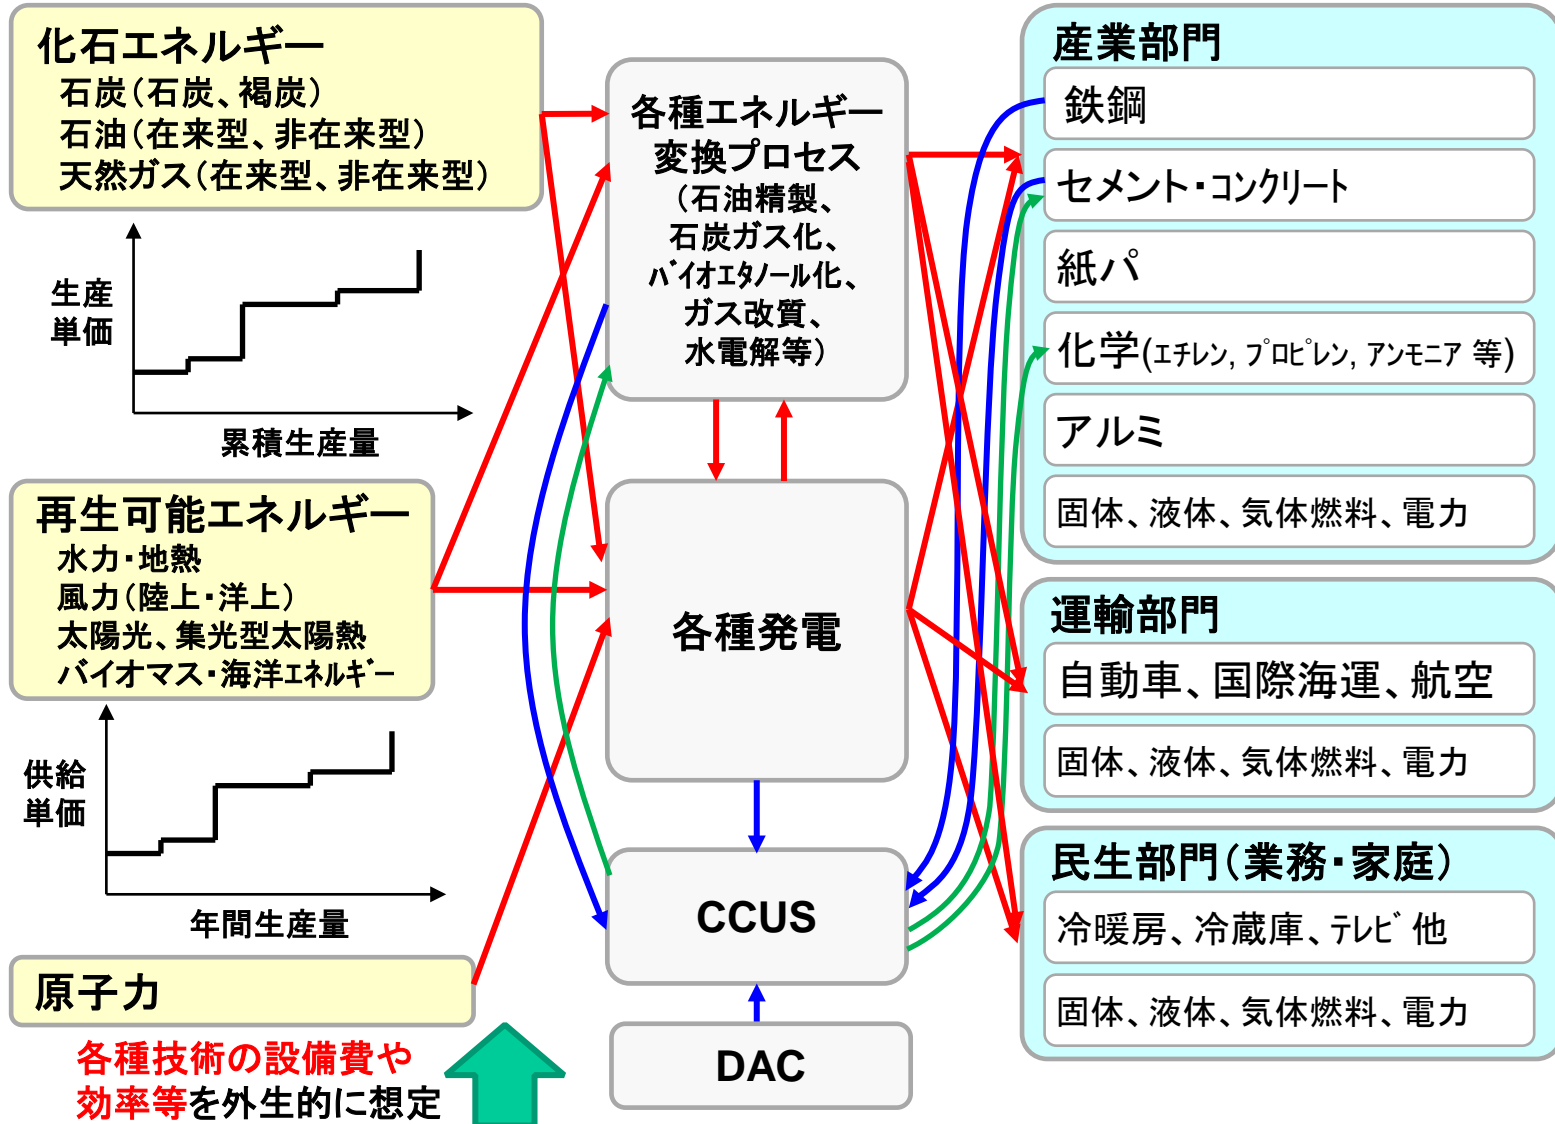 化石エネルギー
石炭(石炭、褐炭)
石油(在来型、非在来型)
天然ガス(在来型、非在来型)
生産
単価
累積生産量
再生可能エネルギー
水力・地熱
風力(陸上・洋上)
太陽光、集光型太陽熱
バイオマス・海洋ｴﾈﾙｷﾞｰ
供給
単価
年間生産量
原子力
各種技術の設備費や
効率等を外生的に想定
各種エネルギー
変換プロセス
(石油精製、
石炭ガス化、
ﾊﾞｲｵｴﾀﾉｰﾙ化、
ガス改質、
水電解等)
各種発電
CCUS
DAC
産業部門
鉄鋼
セメント・ｺﾝｸﾘｰﾄ
紙パ
化学(ｴﾁﾚﾝ, ﾌﾟﾛﾋﾟﾚﾝ, ｱﾝﾓﾆｱ 等)
アルミ
固体、液体、気体燃料、電力
運輸部門
自動車、国際海運、航空
固体、液体、気体燃料、電力
民生部門(業務・家庭)
冷暖房、冷蔵庫、ﾃﾚﾋﾞ 他
固体、液体、気体燃料、電力